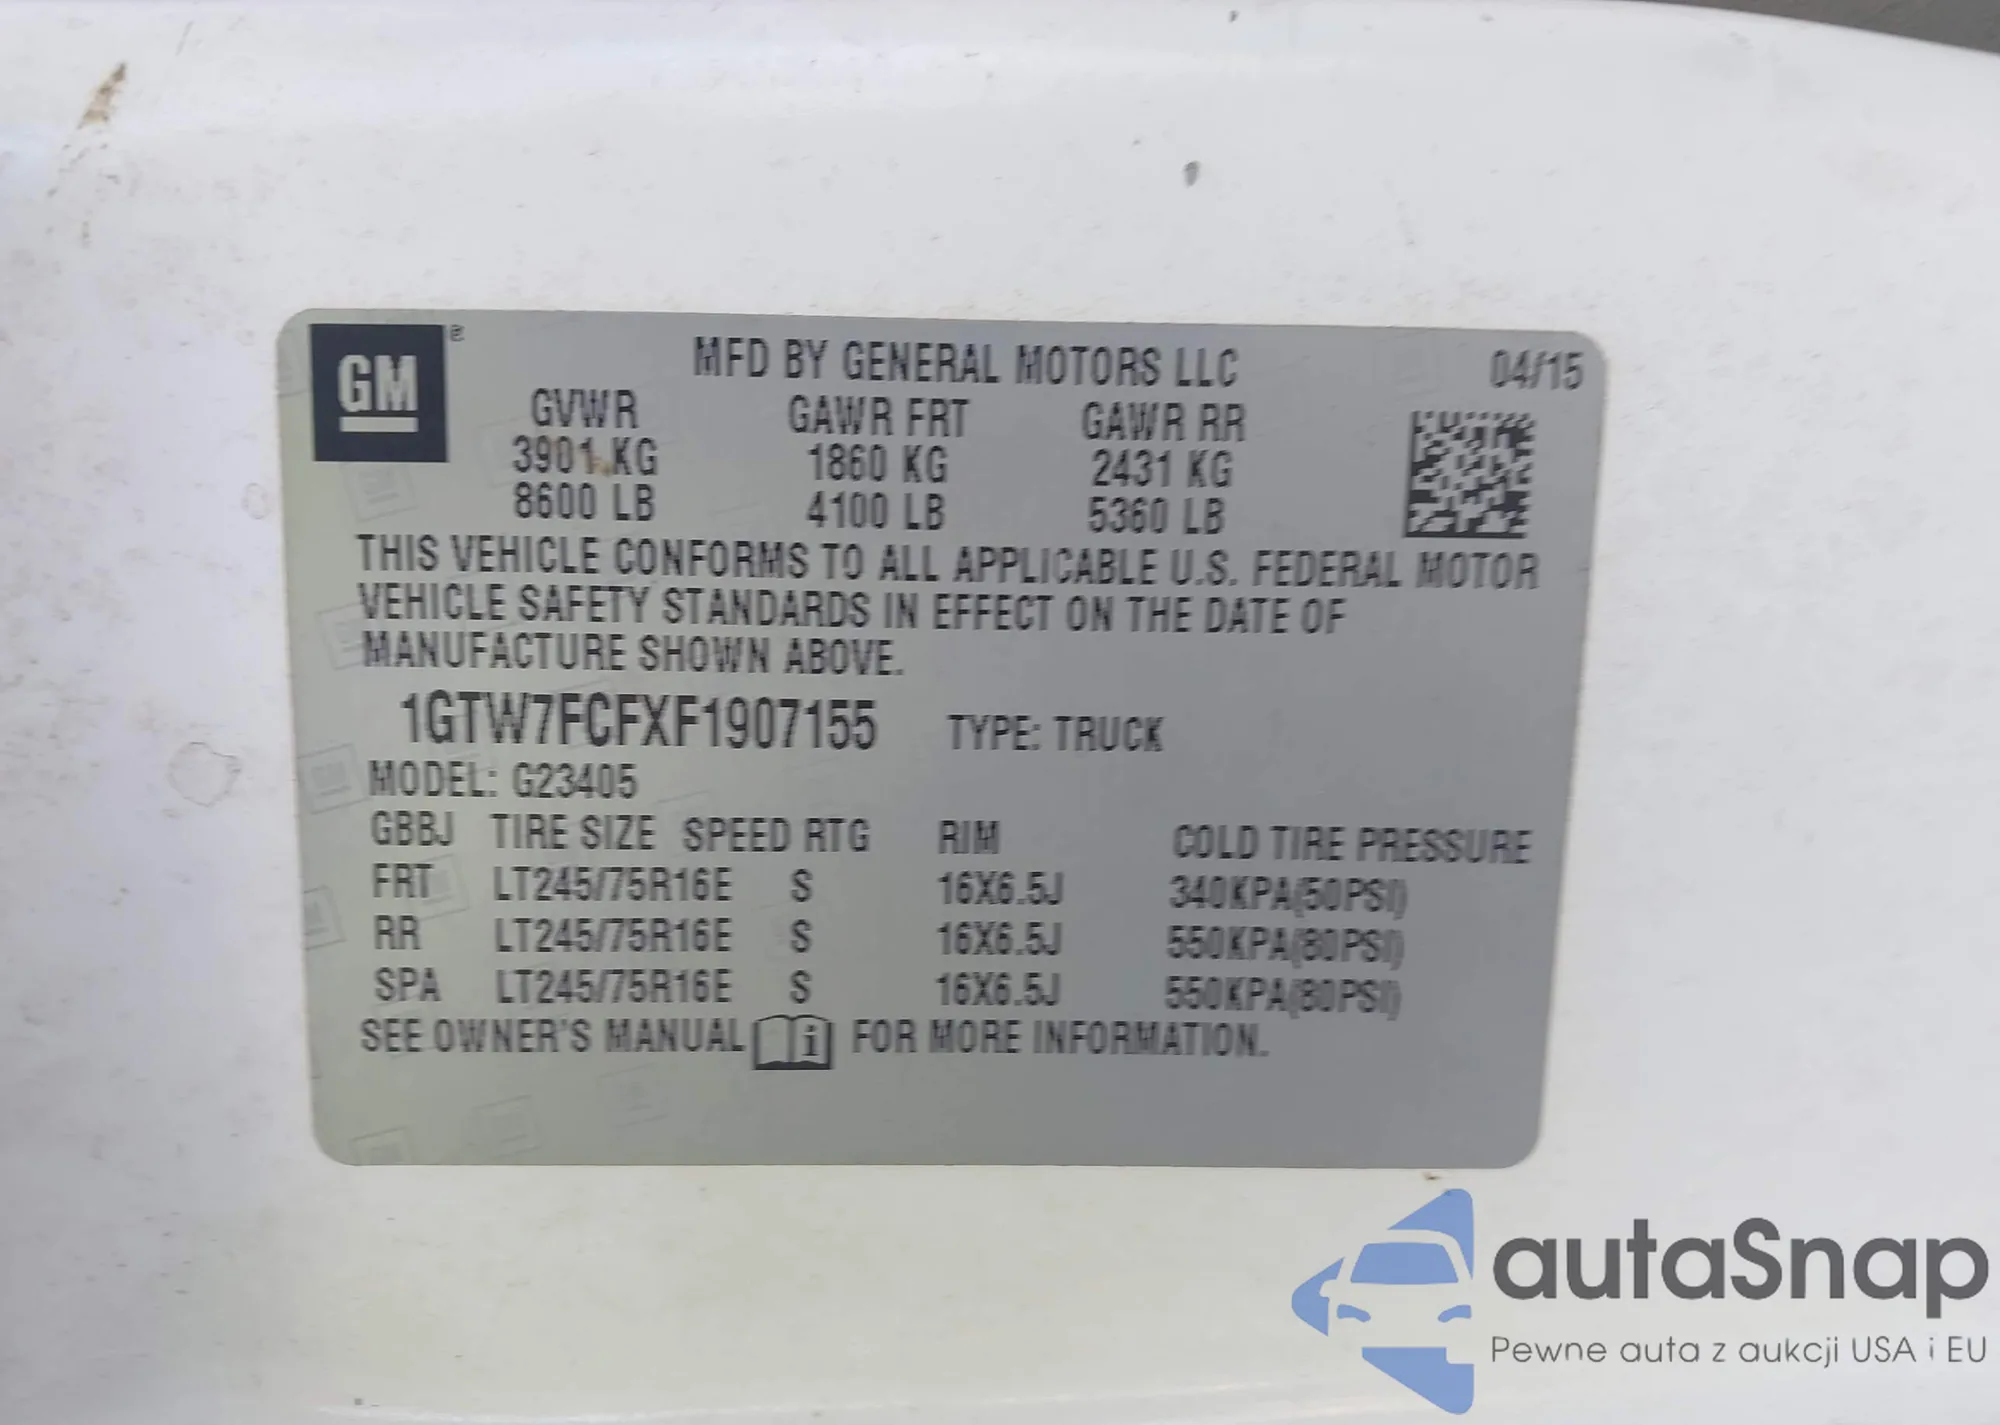 GM ®
MFD BY GENERAL MOTORS LLC 04/15
GVWR GAWR FRT GAWR RR
3901 KG 1860 KG 2431 KG
8600 LB 4100 LB 5360 LB
THIS VEHICLE CONFORMS TO ALL APPLICABLE U.S. FEDERAL MOTOR
VEHICLE SAFETY STANDARDS IN EFFECT ON THE DATE OF
MANUFACTURE SHOWN ABOVE.
1GTW7FCFXF1907155 TYPE: TRUCK
MODEL: G23405
GBBJ TIRE SIZE SPEED RTG RIM COLD TIRE PRESSURE
FRT LT245/75R16E S 16X6.5J 340KPA(50PSI)
RR LT245/75R16E S 16X6.5J 550KPA(80PSI)
SPA LT245/75R16E S 16X6.5J 550KPA(80PSI)
SEE OWNER'S MANUAL i FOR MORE INFORMATION.
autaSnap
Pewne auta z aukcji USA i EU